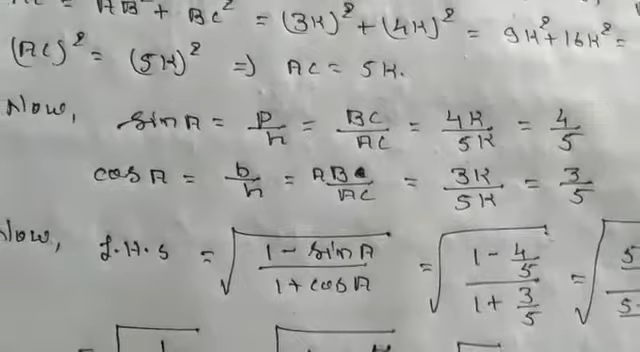 AB² + BC² = (3K)² + (4K)² = 9K² + 16K² =
(AC)² = (5K)² => AC = 5K.
Now, sin A = p/h = BC/AC = 4K/5K = 4/5
cos A = b/h = AB/AC = 3K/5K = 3/5
Now, L.H.S = √((1 - sin A)/(1 + cos A)) = √((1 - 4/5)/(1 + 3/5)) = √